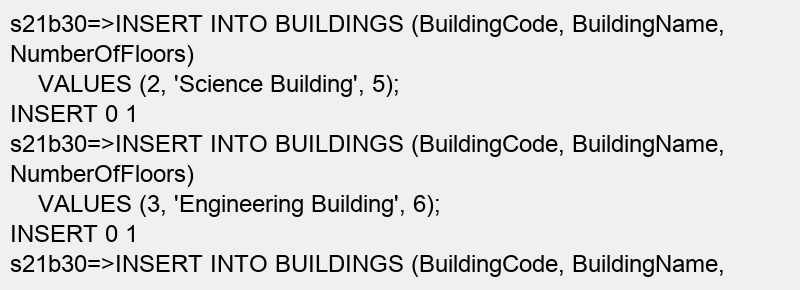 s21b30=>INSERT INTO BUILDINGS (BuildingCode, BuildingName,
NumberOfFloors)
    VALUES (2, 'Science Building', 5);
INSERT 0 1
s21b30=>INSERT INTO BUILDINGS (BuildingCode, BuildingName,
NumberOfFloors)
    VALUES (3, 'Engineering Building', 6);
INSERT 0 1
s21b30=>INSERT INTO BUILDINGS (BuildingCode, BuildingName,